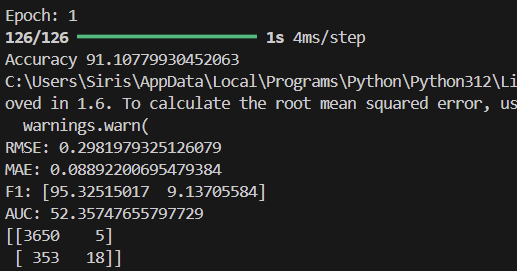 Epoch: 1
126/126 ━━━━━━━━━━━━━━━━━━━━ 1s 4ms/step
Accuracy 91.10779930452063
C:\Users\Siris\AppData\Local\Programs\Python\Python312\Li
oved in 1.6. To calculate the root mean squared error, us
warnings.warn(
RMSE: 0.2981979325126079
MAE: 0.08892200695479384
F1: [95.32515017 9.13705584]
AUC: 52.35747655797729
[[3650 5]
[ 353 18]]